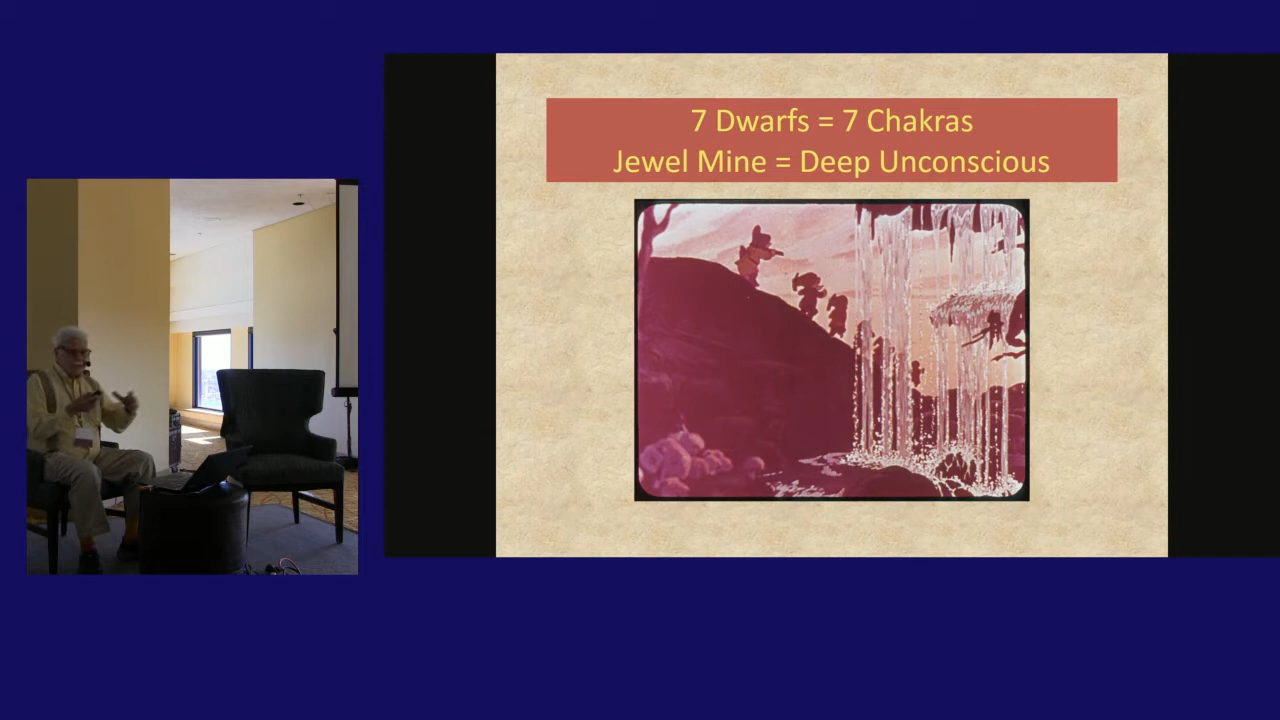 7 Dwarfs = 7 Chakras
Jewel Mine = Deep Unconscious